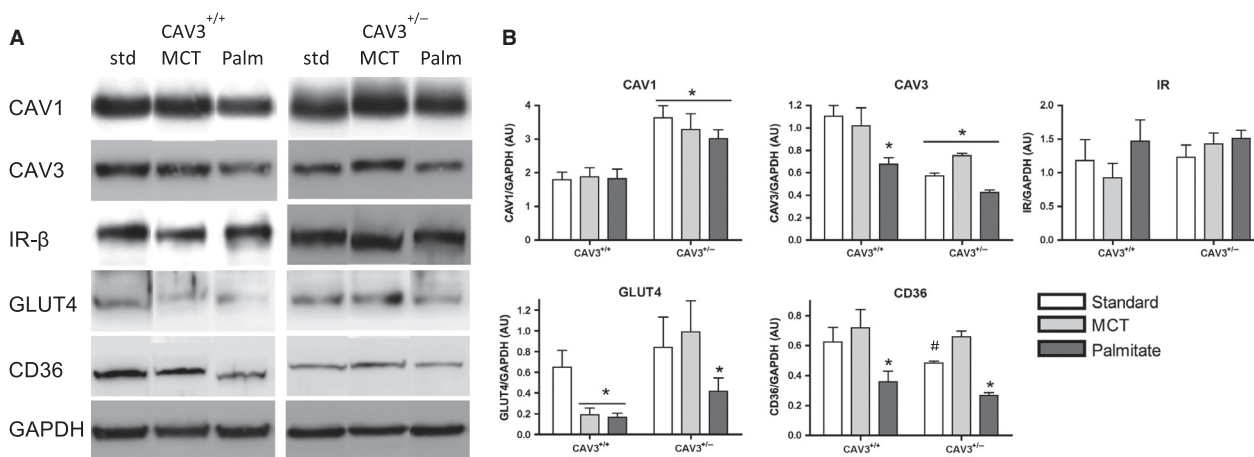 A
CAV3+/+
CAV3+/−
std MCT Palm std MCT Palm
CAV1
CAV3
IR-β
GLUT4
CD36
GAPDH
B
CAV1
CAV1/GAPDH (AU)
4
3
2
1
0
*
CAV3+/+ CAV3+/−
CAV3
CAV3/GAPDH (AU)
1.2
1.0
0.8
0.6
0.4
0.2
0.0
*
*
CAV3+/+ CAV3+/−
IR
IR/GAPDH (AU)
2.0
1.5
1.0
0.5
0.0
CAV3+/+ CAV3+/−
GLUT4
GLUT4/GAPDH (AU)
1.2
1.0
0.8
0.6
0.4
0.2
0.0
*
*
CAV3+/+ CAV3+/−
CD36
CD36/GAPDH (AU)
0.8
0.6
0.4
0.2
0.0
*
#
*
CAV3+/+ CAV3+/−
Standard
MCT
Palmitate